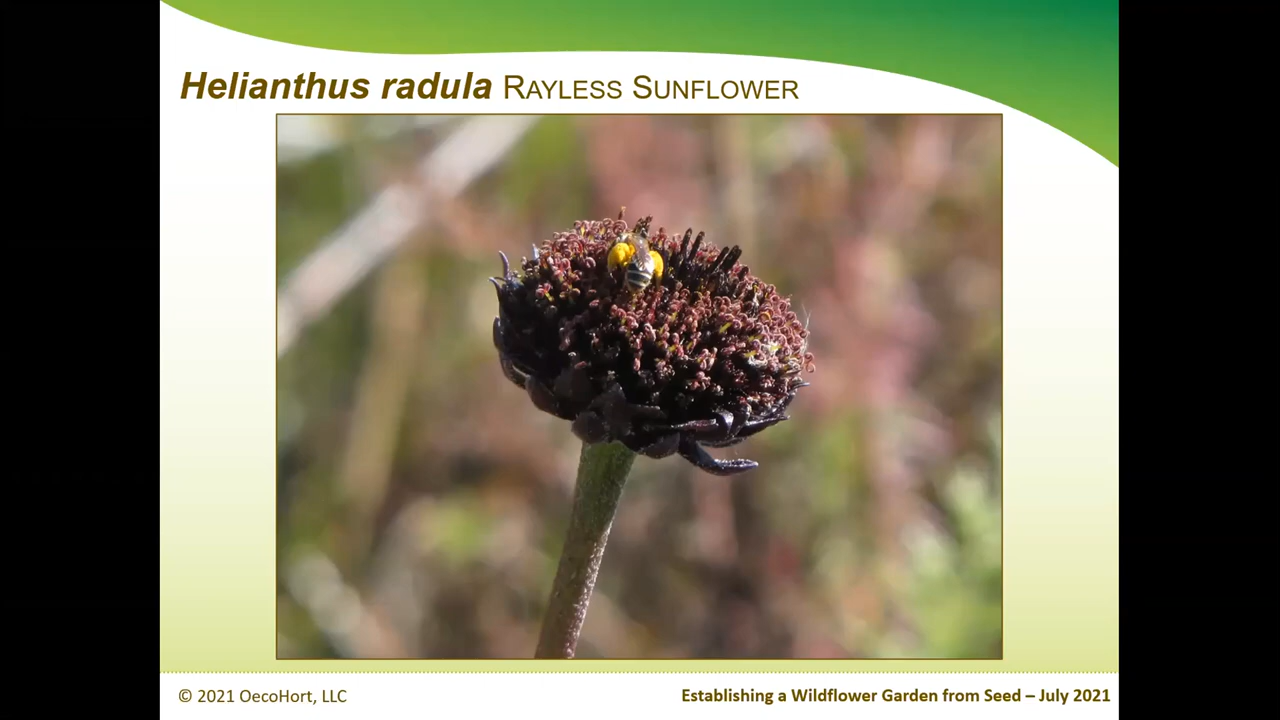 Helianthus radula RAYLESS SUNFLOWER
© 2021 OecoHort, LLC
Establishing a Wildflower Garden from Seed – July 2021